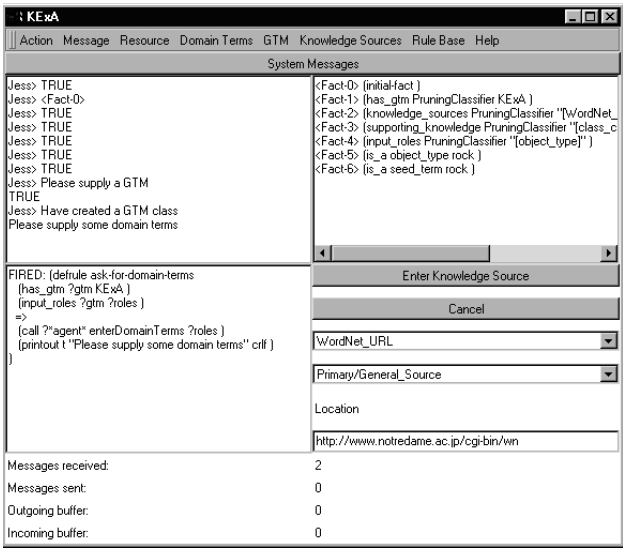 KExA
Action Message Resource Domain Terms GTM Knowledge Sources Rule Base Help
System Messages
Jess> TRUE
Jess> <Fact-0>
Jess> TRUE
Jess> TRUE
Jess> TRUE
Jess> TRUE
Jess> TRUE
Jess> Please supply a GTM
TRUE
Jess> Have created a GTM class
Please supply some domain terms
<Fact-0> (initial-fact )
<Fact-1> (has_gtm PruningClassifier KExA )
<Fact-2> (knowledge_sources PruningClassifier "[WordNet_
<Fact-3> (supporting_knowledge PruningClassifier "[class_c
<Fact-4> (input_roles PruningClassifier "[object_type]" )
<Fact-5> (is_a object_type rock )
<Fact-6> (is_a seed_term rock )
FIRED: (defrule ask-for-domain-terms
(has_gtm ?gtm KExA )
(input_roles ?gtm ?roles )
=>
(call ?*agent* enterDomainTerms ?roles )
(printout t "Please supply some domain terms" crlf )
)
Enter Knowledge Source
Cancel
WordNet_URL
Primary/General_Source
Location
http://www.notredame.ac.jp/cgi-bin/wn
Messages received: 2
Messages sent: 0
Outgoing buffer: 0
Incoming buffer: 0